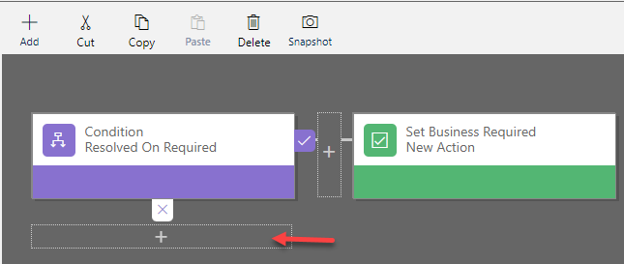 Add Cut Copy Paste Delete Snapshot
Condition
Resolved On Required
Set Business Required
New Action